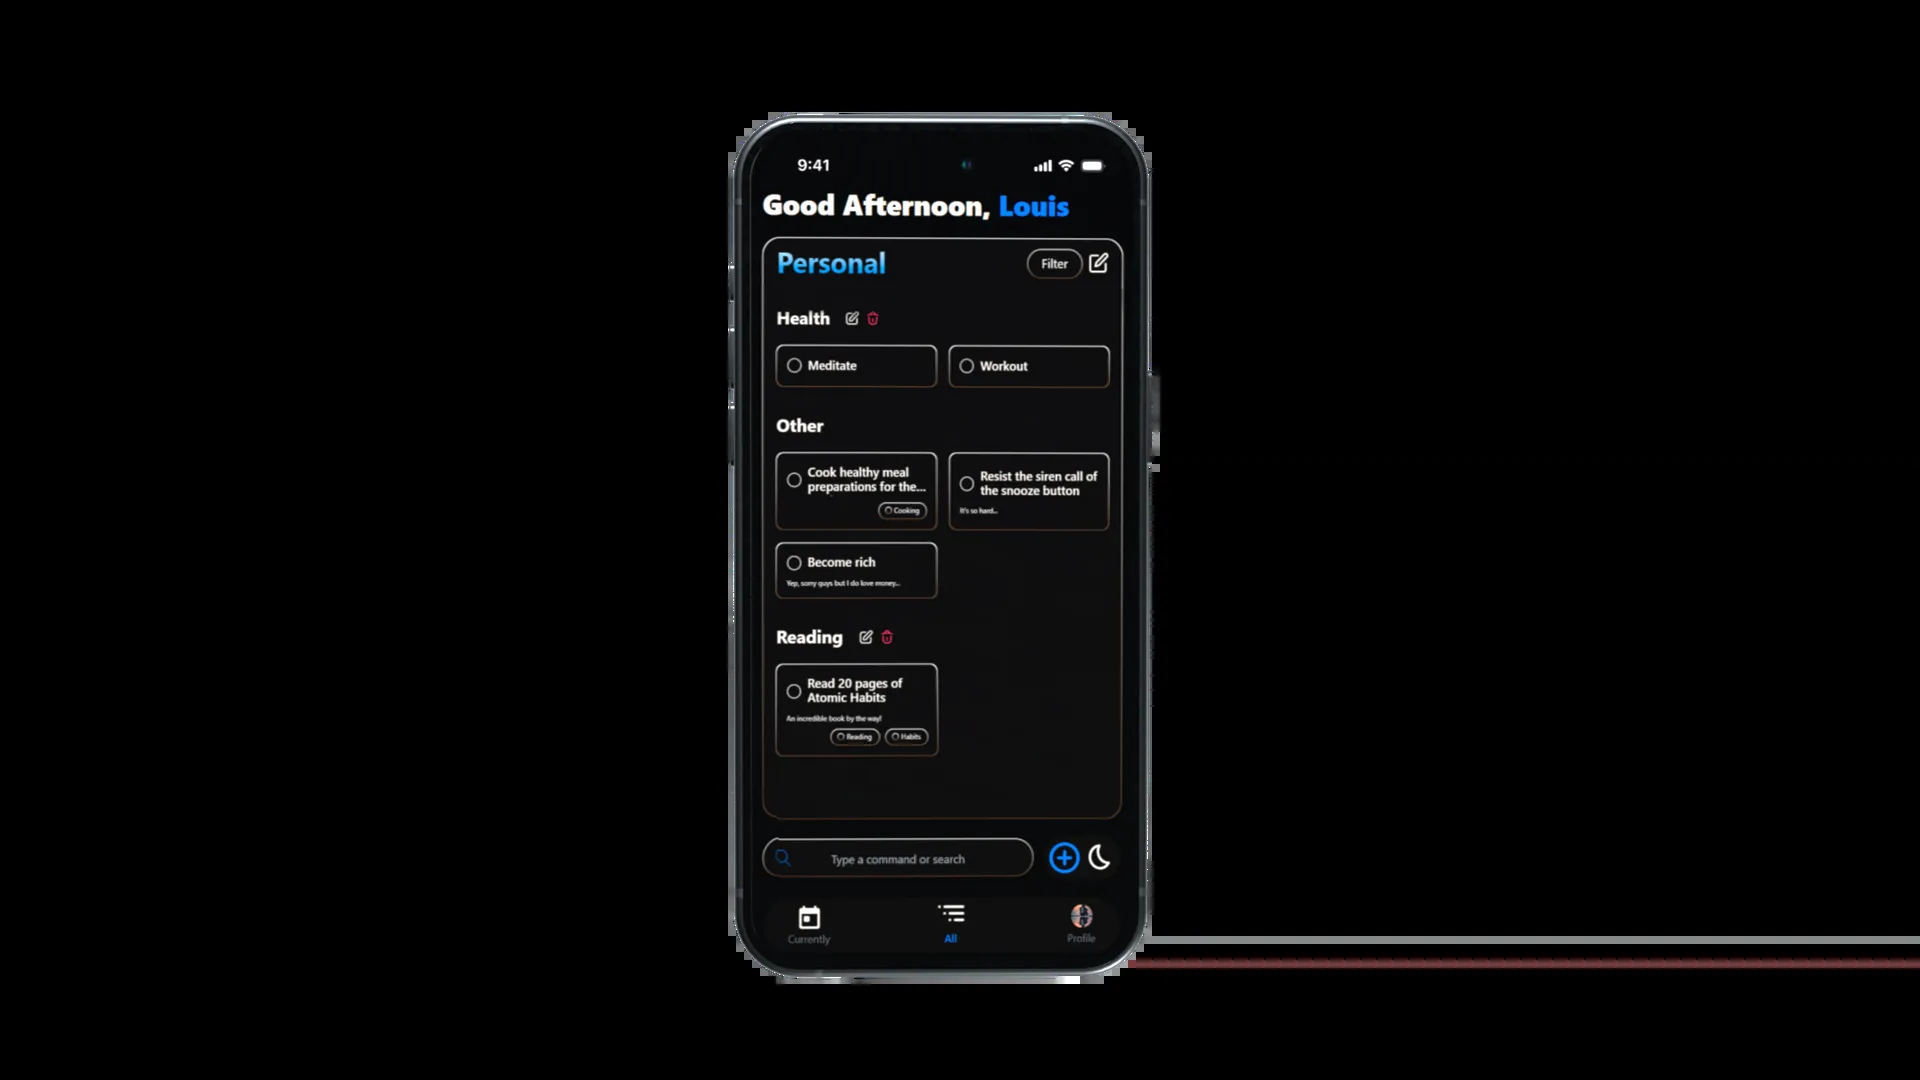 9:41
Good Afternoon, Louis
Personal
Filter
Health
Meditate
Workout
Other
Cook healthy meal
preparations for the...
Cooking
Resist the siren call of
the snooze button
It's so hard...
Become rich
Yep, sorry guys but I do love money...
Reading
Read 20 pages of
Atomic Habits
An incredible book by the way!
Reading
Habits
Type a command or search
Currently
All
Profile